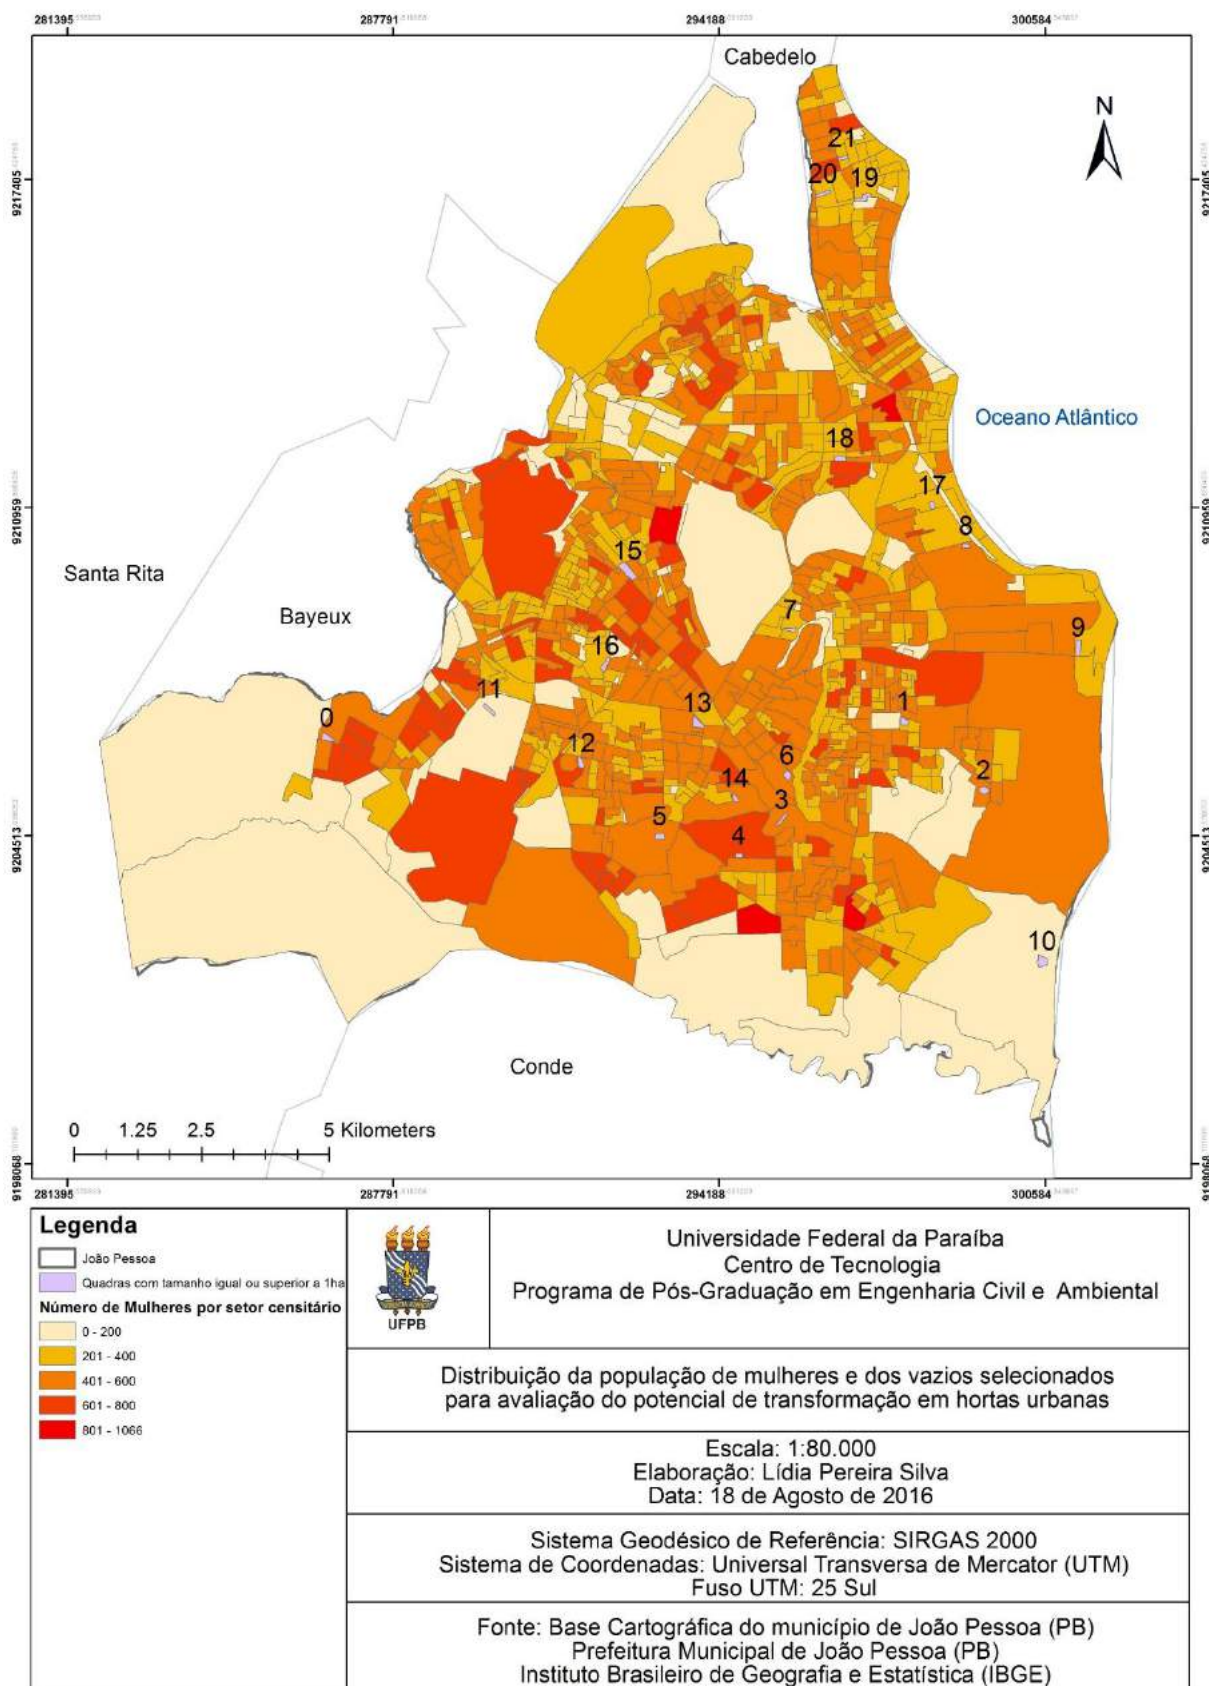 281395
287791
294188
300584
Cabedelo
N
21
20
19
9217405
9217405
Oceano Atlântico
18
17
9210959
9210959
8
15
Santa Rita
Bayeux
7
9
16
11
13
1
0
12
6
2
14
3
5
4
9204513
9204513
10
Conde
0 1.25 2.5 5 Kilometers
9198068
9198068
281395
287791
294188
300584
Legenda
João Pessoa
Quadras com tamanho igual ou superior a 1ha
Número de Mulheres por setor censitário
0 - 200
201 - 400
401 - 600
601 - 800
801 - 1066
UFPB
Universidade Federal da Paraíba
Centro de Tecnologia
Programa de Pós-Graduação em Engenharia Civil e Ambiental
Distribuição da população de mulheres e dos vazios selecionados
para avaliação do potencial de transformação em hortas urbanas
Escala: 1:80.000
Elaboração: Lídia Pereira Silva
Data: 18 de Agosto de 2016
Sistema Geodésico de Referência: SIRGAS 2000
Sistema de Coordenadas: Universal Transversa de Mercator (UTM)
Fuso UTM: 25 Sul
Fonte: Base Cartográfica do município de João Pessoa (PB)
Prefeitura Municipal de João Pessoa (PB)
Instituto Brasileiro de Geografia e Estatística (IBGE)